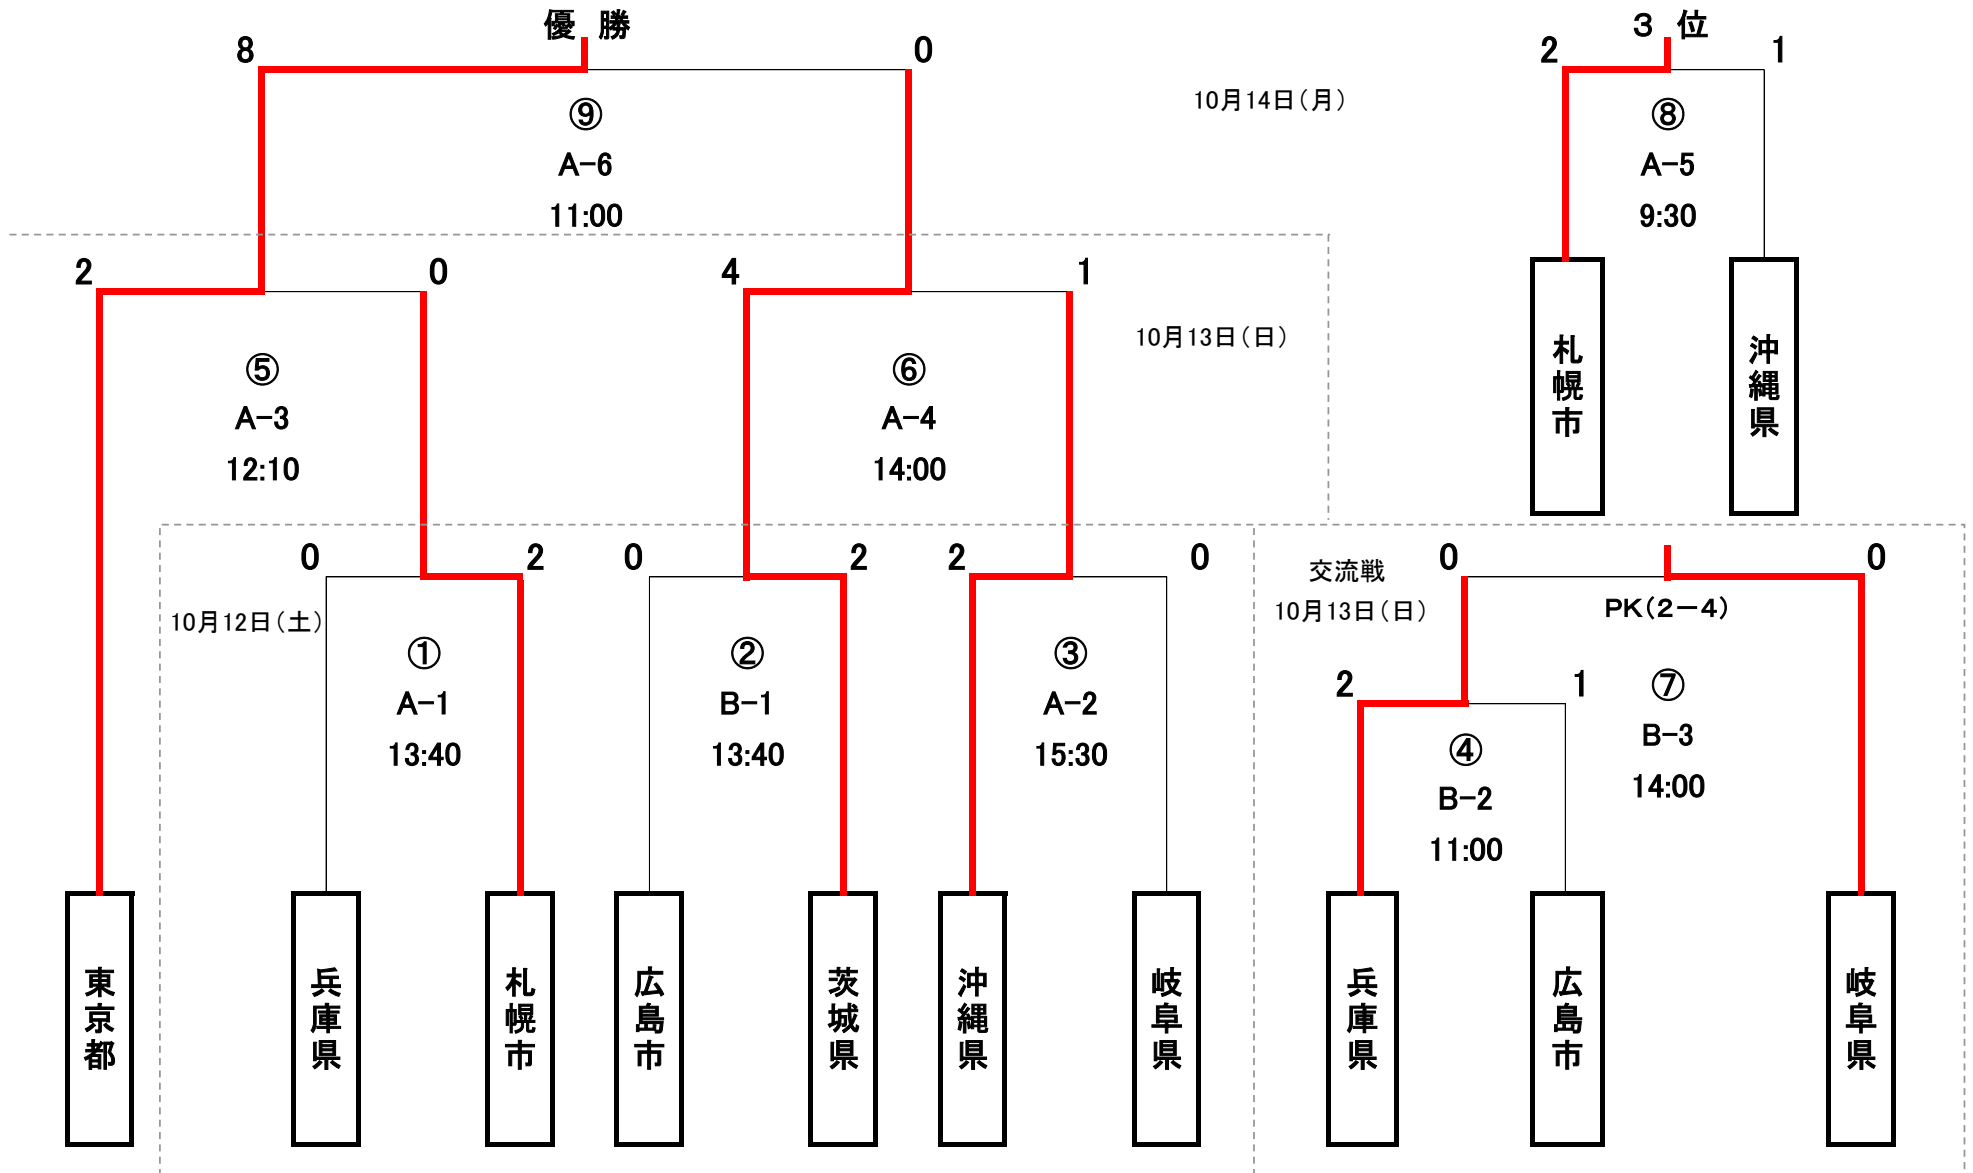 優 勝
8
0
⑨
A-6
11:00
10月14日(月)
3 位
2
1
⑧
A-5
9:30
札幌市
沖縄県
2
0
⑤
A-3
12:10
4
1
⑥
A-4
14:00
10月13日(日)
10月12日(土)
0
2
①
A-1
13:40
0
2
②
B-1
13:40
2
0
③
A-2
15:30
交流戦
10月13日(日)
0
0
PK(2-4)
⑦
B-3
14:00
2
1
④
B-2
11:00
東京都
兵庫県
札幌市
広島市
茨城県
沖縄県
岐阜県
兵庫県
広島市
岐阜県